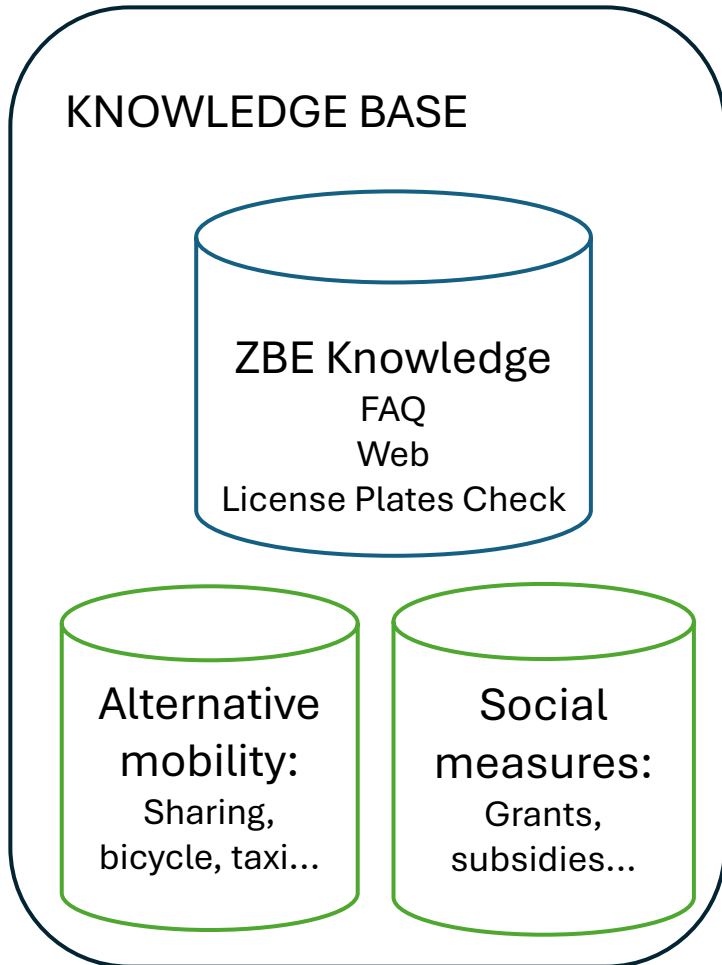 KNOWLEDGE BASE
ZBE Knowledge
FAQ
Web
License Plates Check
Alternative
mobility:
Sharing,
bicycle, taxi...
Social
measures:
Grants,
subsidies...